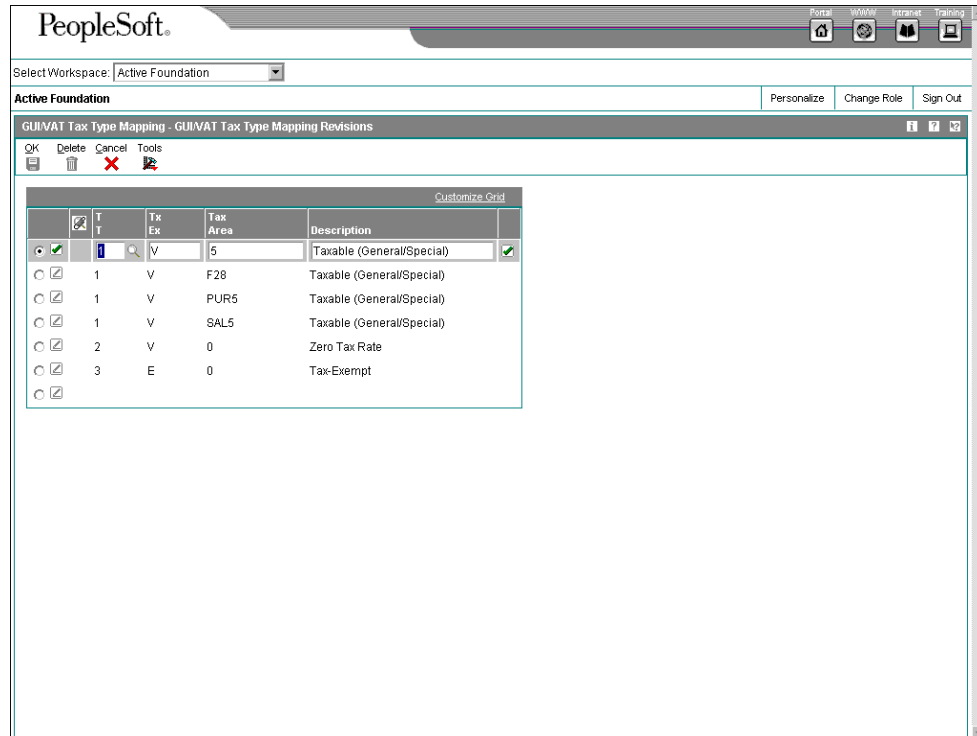 Portal WWW Intranet Training
PeopleSoft®
Select Workspace: Active Foundation
Active Foundation Personalize Change Role Sign Out
GUI/VAT Tax Type Mapping - GUI/VAT Tax Type Mapping Revisions
OK Delete Cancel Tools
Customize Grid
T T Tx Ex Tax Area Description
1 V 5 Taxable (General/Special)
1 V F28 Taxable (General/Special)
1 V PUR5 Taxable (General/Special)
1 V SAL5 Taxable (General/Special)
2 V 0 Zero Tax Rate
3 E 0 Tax-Exempt